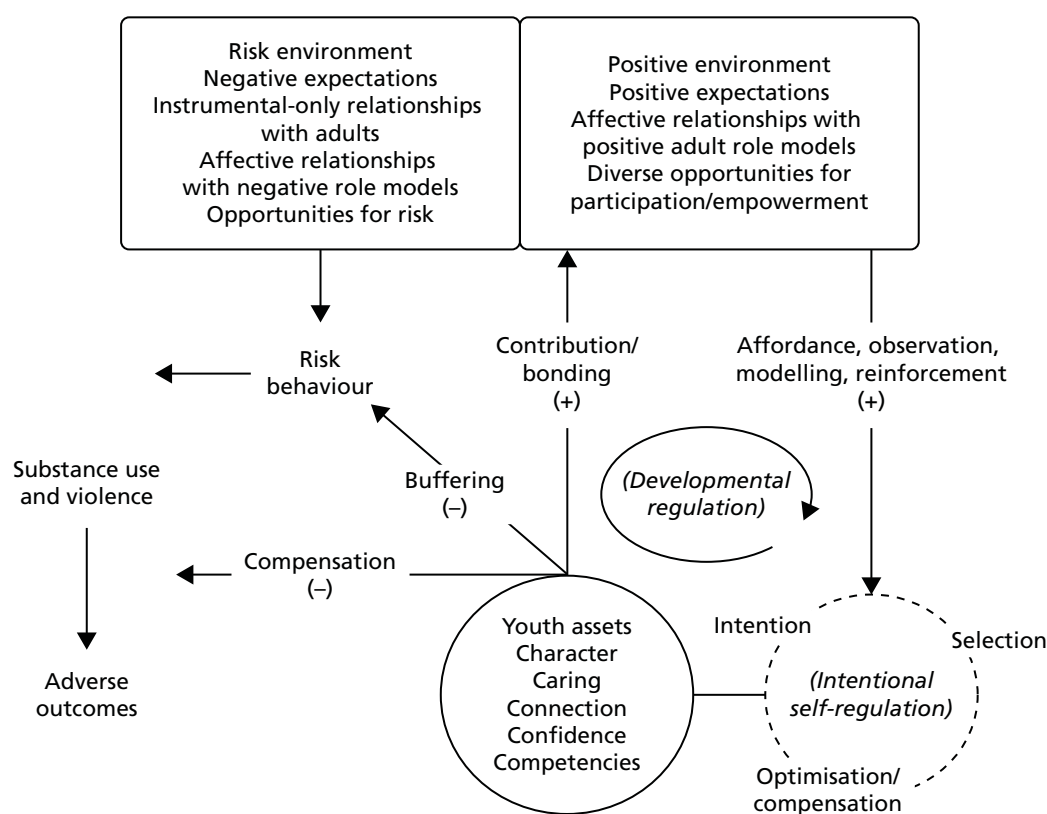 Risk environment
Negative expectations
Instrumental-only relationships
with adults
Affective relationships
with negative role models
Opportunities for risk
Positive environment
Positive expectations
Affective relationships with
positive adult role models
Diverse opportunities for
participation/empowerment
Risk
behaviour
Contribution/
bonding
(+)
Affordance, observation,
modelling, reinforcement
(+)
Substance use
and violence
Buffering
(–)
(Developmental
regulation)
Compensation
(–)
Adverse
outcomes
Youth assets
Character
Caring
Connection
Confidence
Competencies
Intention
Selection
(Intentional
self-regulation)
Optimisation/
compensation